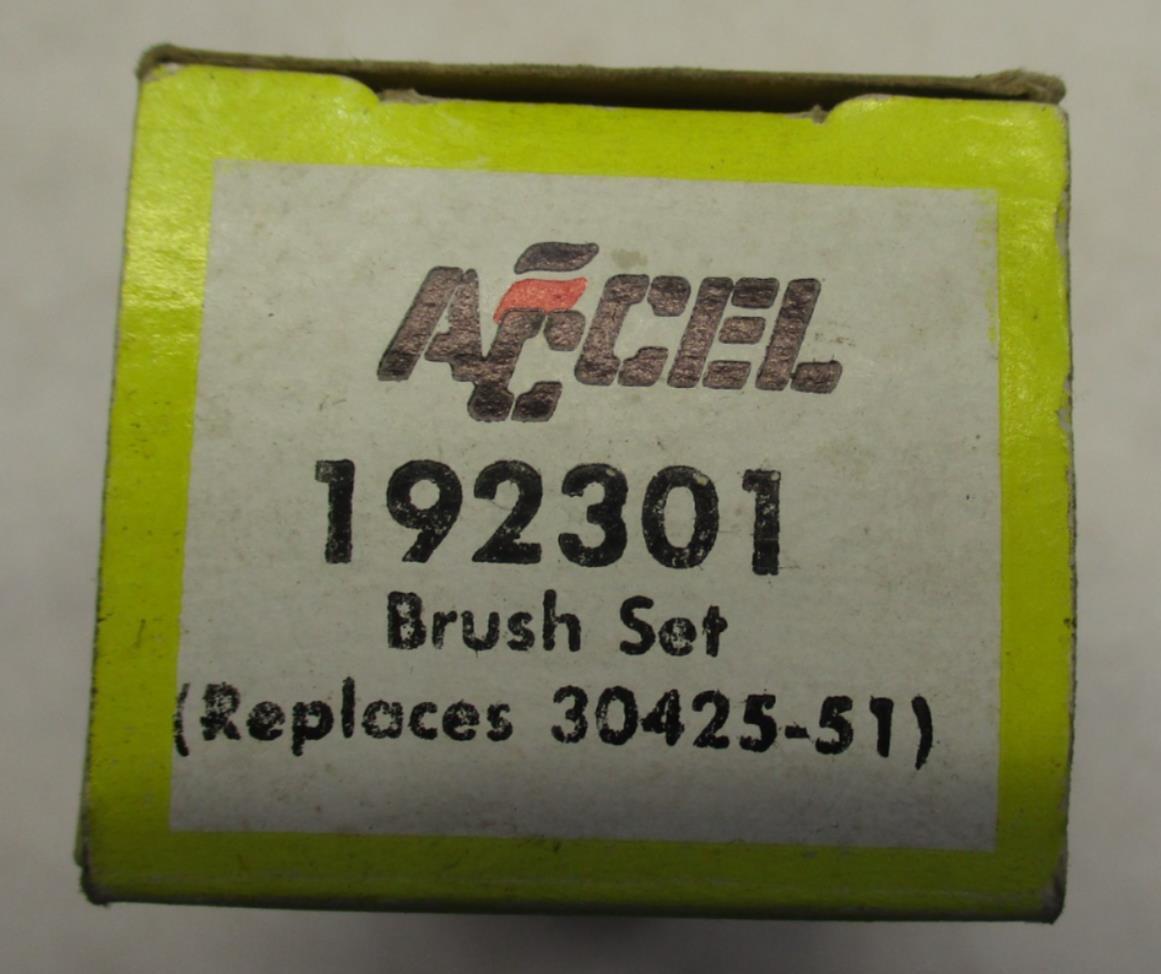 ACCEL
192301
Brush Set
(Replaces 30425-51)